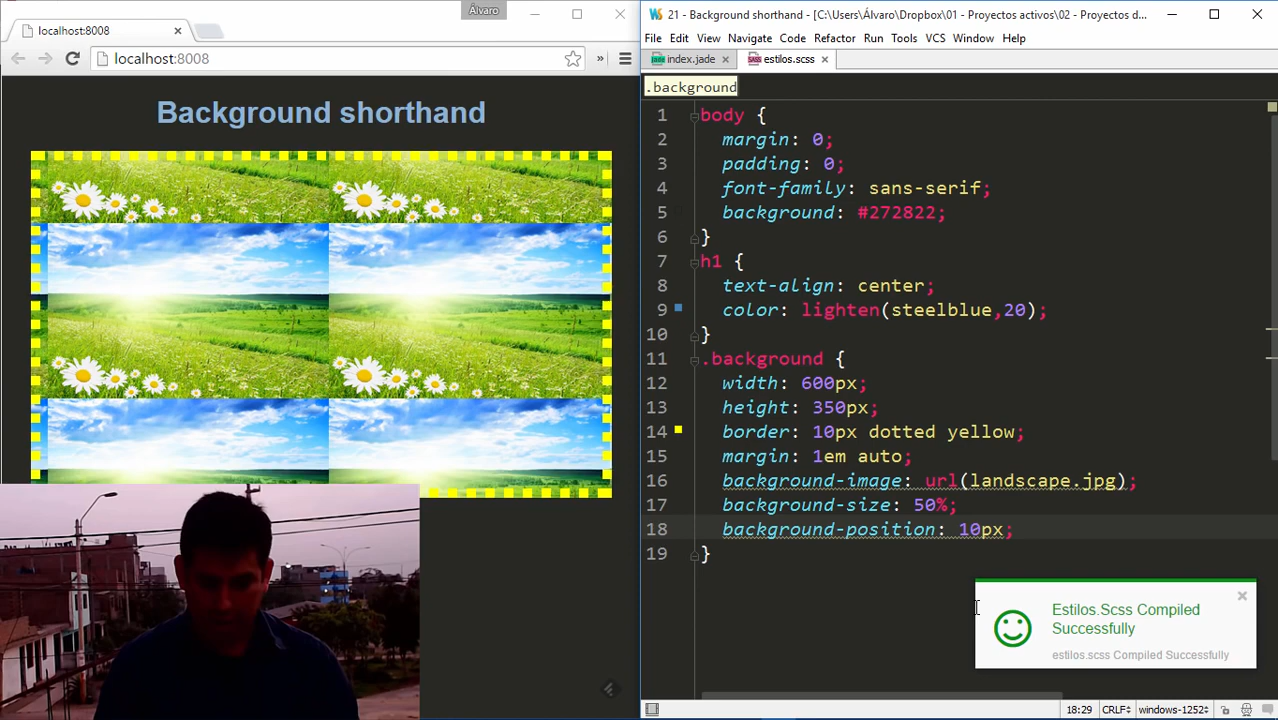 Álvaro
localhost:8008
localhost:8008
»
Background shorthand
21 - Background shorthand - [C:\Users\Álvaro\Dropbox\01 - Proyectos activos\02 - Proyectos d...
File Edit View Navigate Code Refactor Run Tools VCS Window Help
index.jade estilos.scss
.background
1 body {
2 margin: 0;
3 padding: 0;
4 font-family: sans-serif;
5 background: #272822;
6 }
7 h1 {
8 text-align: center;
9 color: lighten(steelblue,20);
10 }
11 .background {
12 width: 600px;
13 height: 350px;
14 border: 10px dotted yellow;
15 margin: 1em auto;
16 background-image: url(landscape.jpg);
17 background-size: 50%;
18 background-position: 10px;
19 }
Estilos.Scss Compiled
Successfully
estilos.scss Compiled Successfully
18:29 CRLF windows-1252